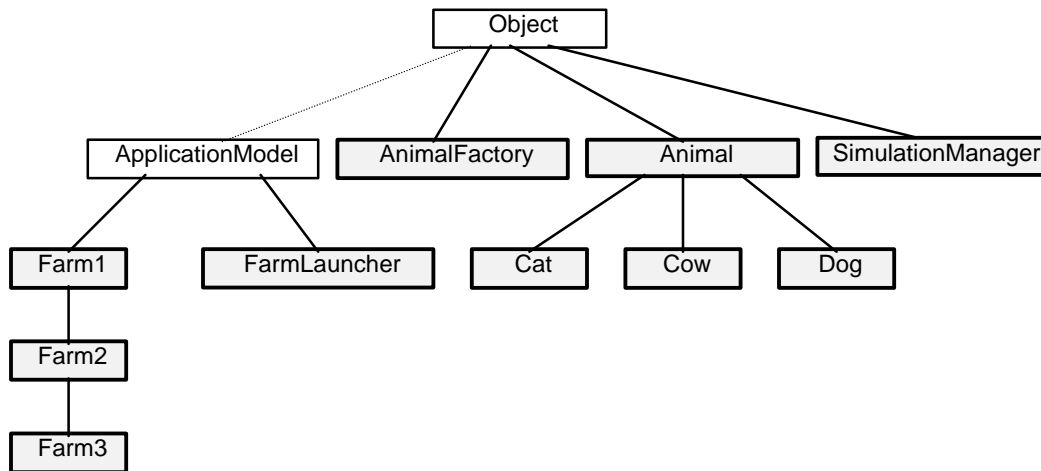 Object
ApplicationModel
AnimalFactory
Animal
SimulationManager
Farm1
FarmLauncher
Cat
Cow
Dog
Farm2
Farm3